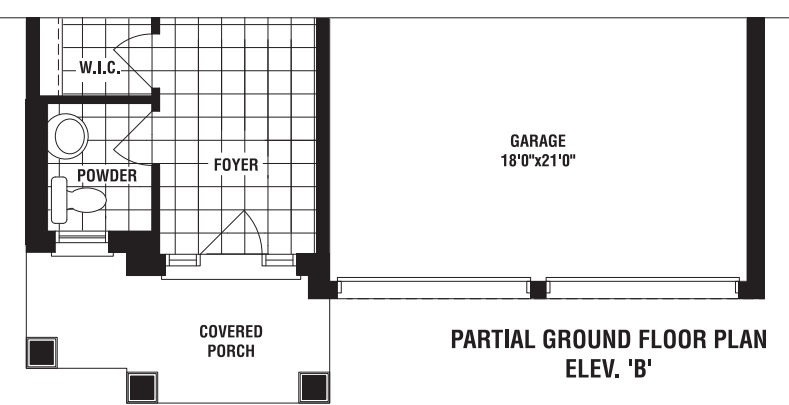 W.I.C.
GARAGE
18'0"x21'0"
FOYER
POWDER
COVERED
PORCH
PARTIAL GROUND FLOOR PLAN
ELEV. 'B'